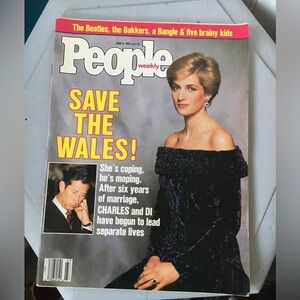 The Beatles, the Bakkers, a Bangle & five brainy kids
People
weekly
SAVE
THE
WALES!
She's coping,
he's moping.
After six years
of marriage,
CHARLES and DI
have begun to lead
separate lives